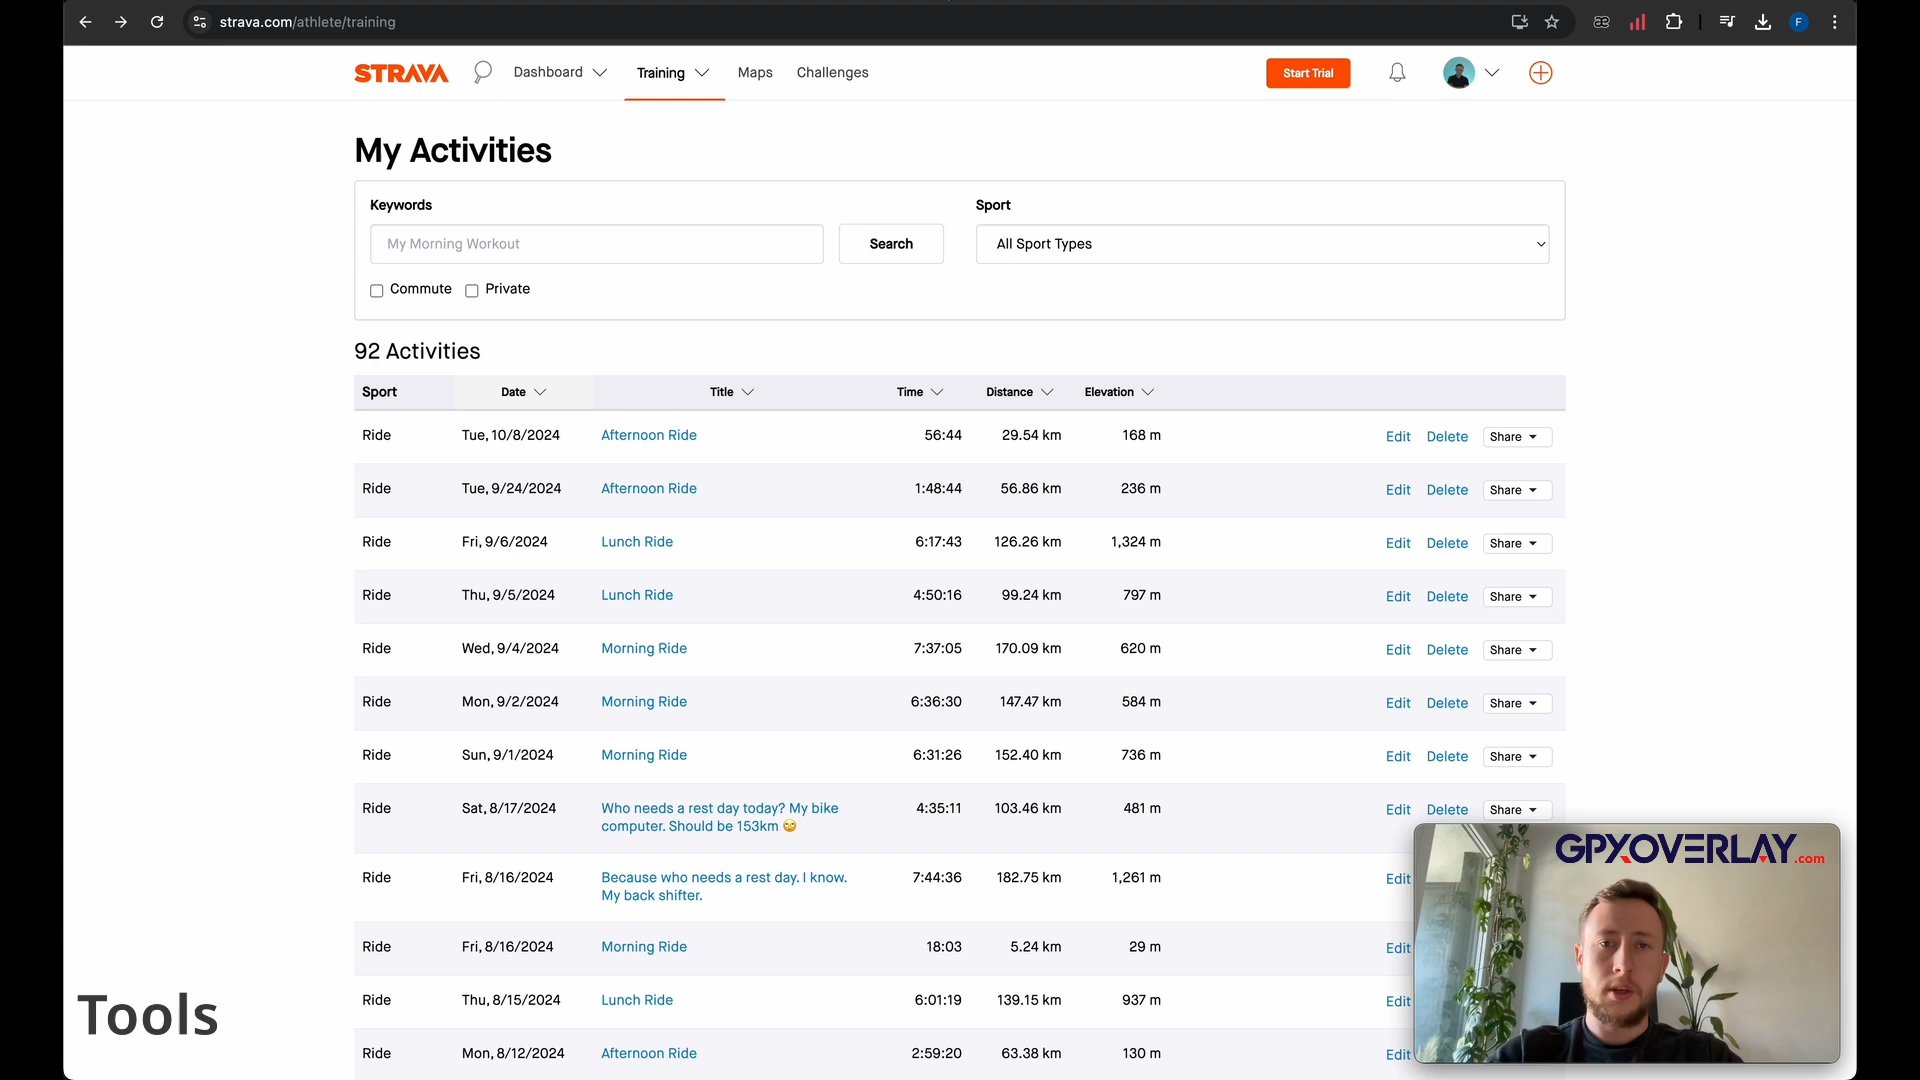 strava.com/athlete/training
F
STRAVA Dashboard Training Maps Challenges Start Trial
My Activities
Keywords Sport
My Morning Workout Search All Sport Types
Commute Private
92 Activities
Sport Date Title Time Distance Elevation
Ride Tue, 10/8/2024 Afternoon Ride 56:44 29.54 km 168 m Edit Delete Share
Ride Tue, 9/24/2024 Afternoon Ride 1:48:44 56.86 km 236 m Edit Delete Share
Ride Fri, 9/6/2024 Lunch Ride 6:17:43 126.26 km 1,324 m Edit Delete Share
Ride Thu, 9/5/2024 Lunch Ride 4:50:16 99.24 km 797 m Edit Delete Share
Ride Wed, 9/4/2024 Morning Ride 7:37:05 170.09 km 620 m Edit Delete Share
Ride Mon, 9/2/2024 Morning Ride 6:36:30 147.47 km 584 m Edit Delete Share
Ride Sun, 9/1/2024 Morning Ride 6:31:26 152.40 km 736 m Edit Delete Share
Ride Sat, 8/17/2024 Who needs a rest day today? My bike 4:35:11 103.46 km 481 m Edit Delete Share
computer. Should be 153km 🙄
GPXOVERLAY.com
Ride Fri, 8/16/2024 Because who needs a rest day. I know. 7:44:36 182.75 km 1,261 m Edit
My back shifter.
Ride Fri, 8/16/2024 Morning Ride 18:03 5.24 km 29 m Edit
Ride Thu, 8/15/2024 Lunch Ride 6:01:19 139.15 km 937 m Edit
Tools
Ride Mon, 8/12/2024 Afternoon Ride 2:59:20 63.38 km 130 m Edit